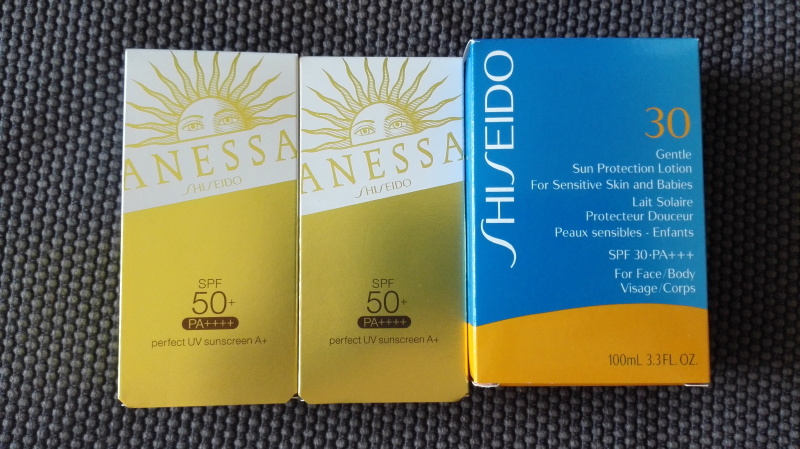 ANESSA
SHISEIDO
SPF
50+
PA++++
perfect UV sunscreen A+
ANESSA
SHISEIDO
SPF
50+
PA++++
perfect UV sunscreen A+
SHISEIDO
30
Gentle
Sun Protection Lotion
For Sensitive Skin and Babies
Lait Solaire
Protecteur Douceur
Peaux sensibles - Enfants
SPF 30·PA+++
For Face/Body
Visage/Corps
100mL 3.3 FL. OZ.